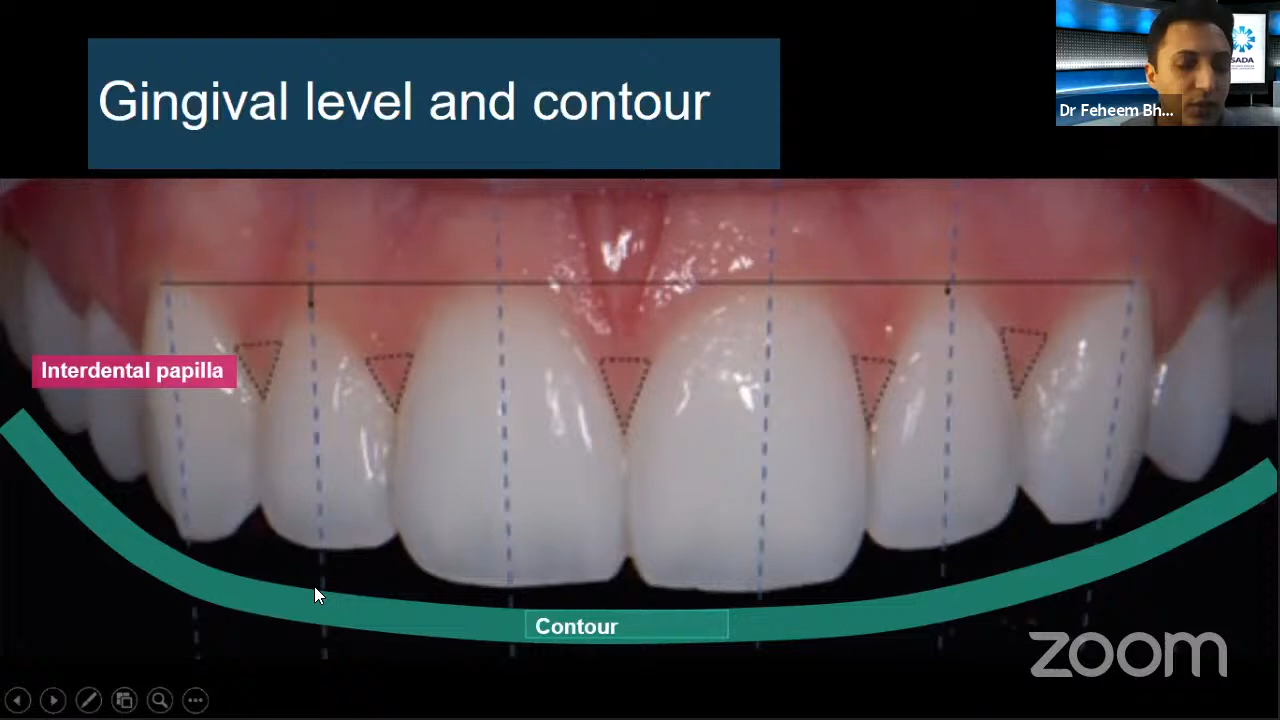 Gingival level and contour
SADA
Dr Feheem Bh...
Interdental papilla
Contour
zoom